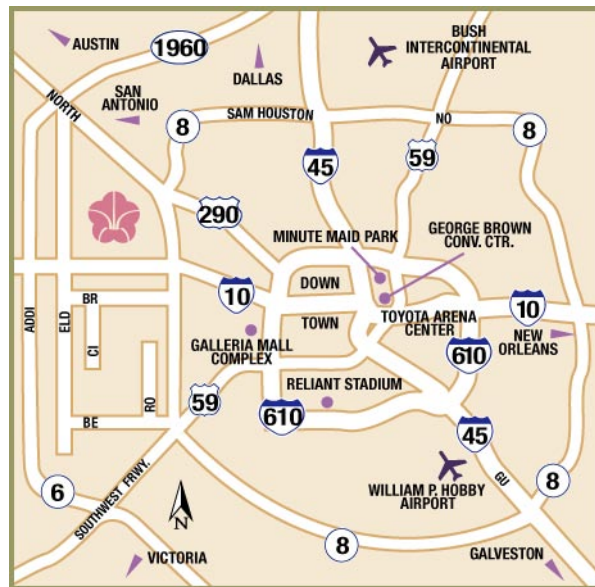 AUSTIN
1960
BUSH
INTERCONTINENTAL
AIRPORT
DALLAS
SAN
ANTONIO
NORTH
8
SAM HOUSTON
NO
8
45
59
290
GEORGE BROWN
CONV. CTR.
MINUTE MAID PARK
DOWN
TOWN
10
BR
ADDI
ELD
CI
TOYOTA ARENA
CENTER
10
NEW
ORLEANS
GALLERIA MALL
COMPLEX
610
RELIANT STADIUM
59
RO
BE
610
45
6
SOUTHWEST FRWY.
N
WILLIAM P. HOBBY
AIRPORT
GU
8
8
VICTORIA
GALVESTON